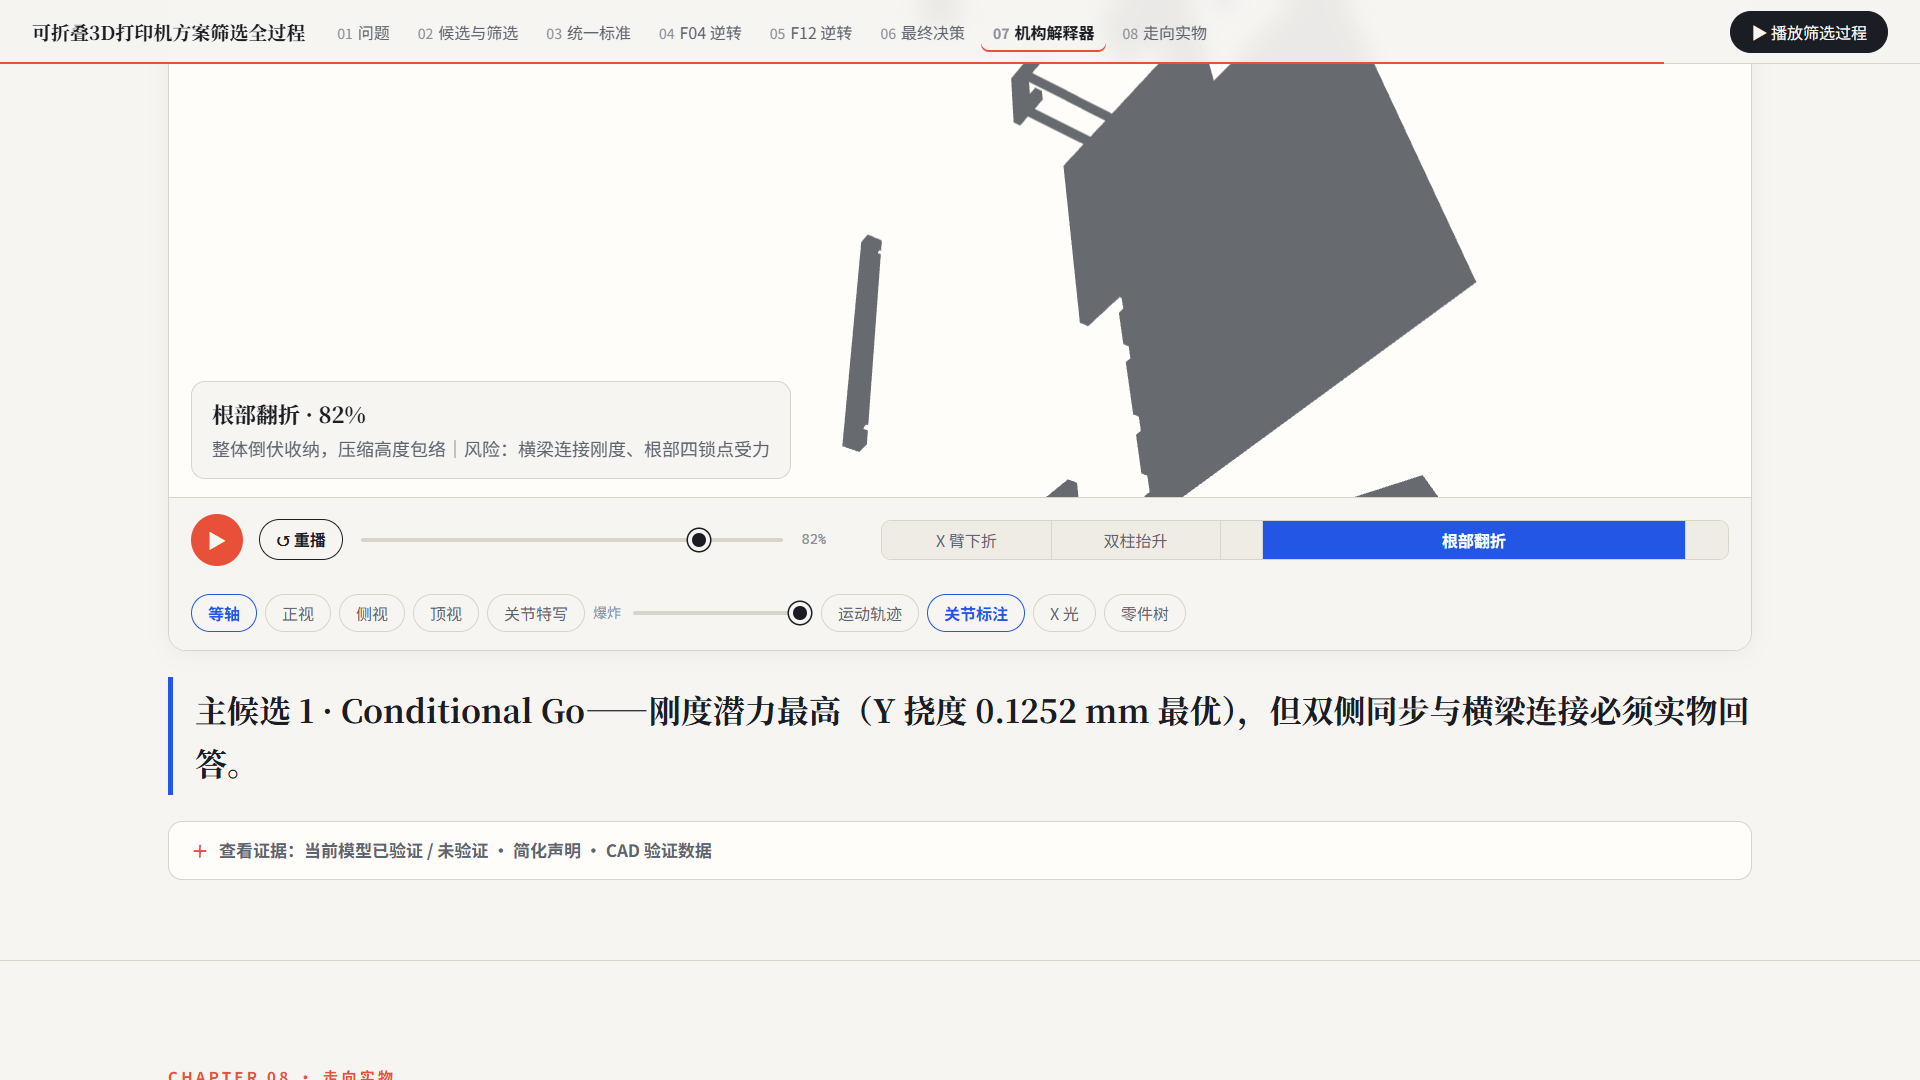 可折叠3D打印机方案筛选全过程
01 问题
02 候选与筛选
03 统一标准
04 F04 逆转
05 F12 逆转
06 最终决策
07 机构解释器
08 走向实物
▶ 播放筛选过程
根部翻折 · 82%
整体倒伏收纳，压缩高度包络｜风险：横梁连接刚度、根部四锁点受力
↺ 重播
82%
X 臂下折
双柱抬升
根部翻折
等轴
正视
侧视
顶视
关节特写
爆炸
运动轨迹
关节标注
X 光
零件树
主候选 1 · Conditional Go——刚度潜力最高（Y 挠度 0.1252 mm 最优），但双侧同步与横梁连接必须实物回
答。
+ 查看证据：当前模型已验证 / 未验证 · 简化声明 · CAD 验证数据
CHAPTER 08 · 走向实物